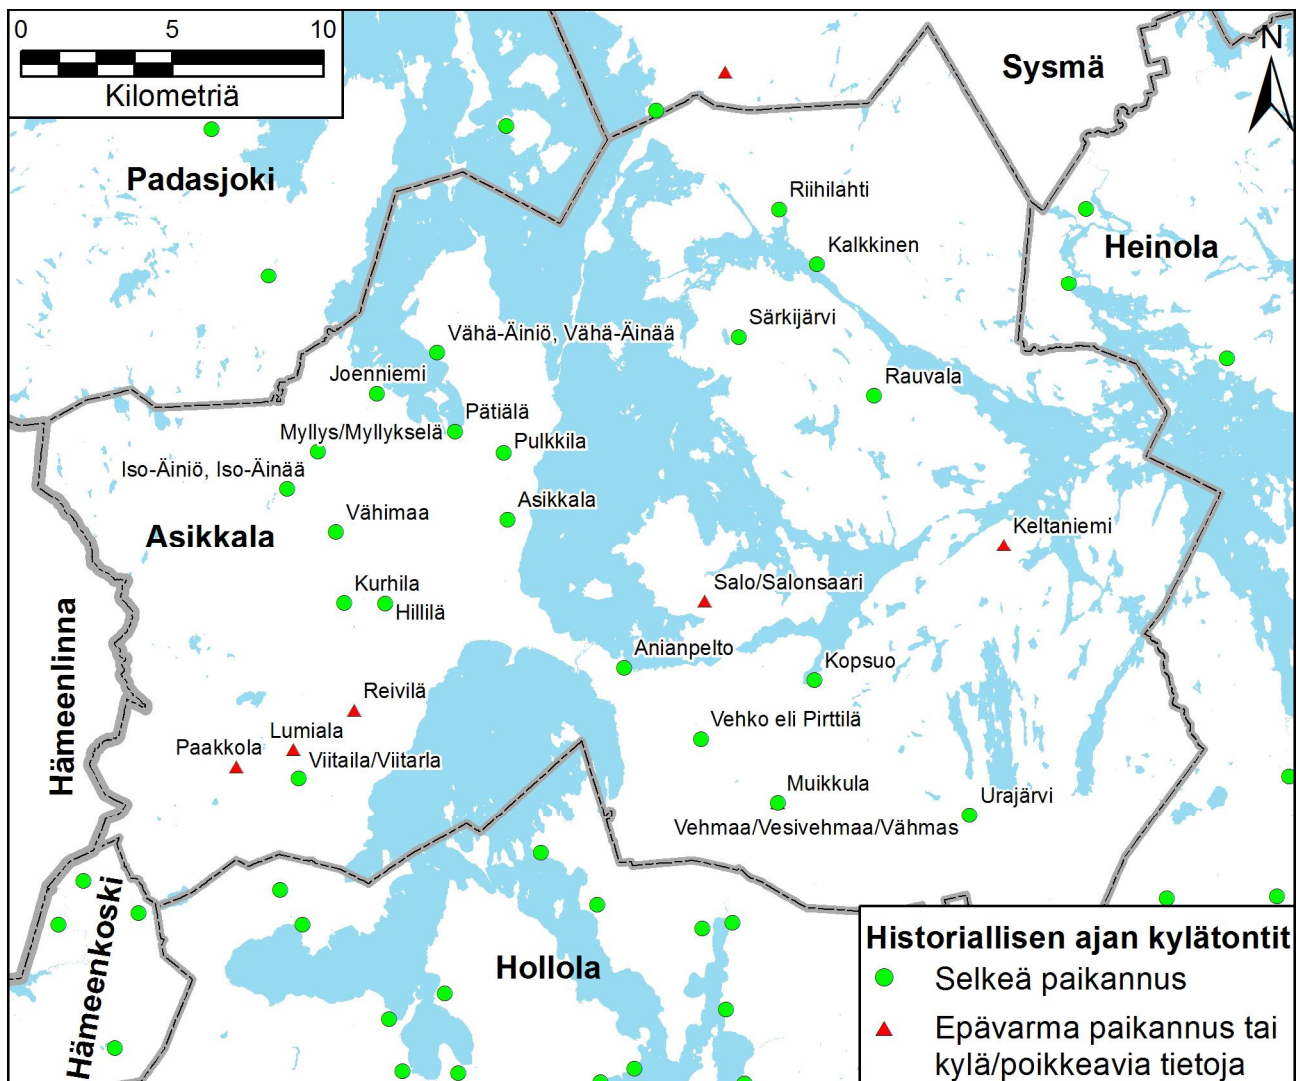 0 5 10
Kilometriä
N
Sysmä
Padasjoki
Riihilahti
Heinola
Kalkkinen
Särkijärvi
Vähä-Äiniö, Vähä-Äinää
Joenniemi
Rauvala
Pätiälä
Myllys/Myllykselä
Pulkkila
Iso-Äiniö, Iso-Äinää
Asikkala
Vähimaa
Asikkala
Keltaniemi
Kurhila
Salo/Salonsaari
Hillilä
Hämeenlinna
Anianpelto
Kopsuo
Reivilä
Vehko eli Pirttilä
Lumiala
Paakkola
Viitaila/Viitarla
Muikkula
Urajärvi
Vehmaa/Vesivehmaa/Vähmas
Hämeenkoski
Hollola
Historiallisen ajan kylätontit
Selkeä paikannus
Epävarma paikannus tai
kylä/poikkeavia tietoja